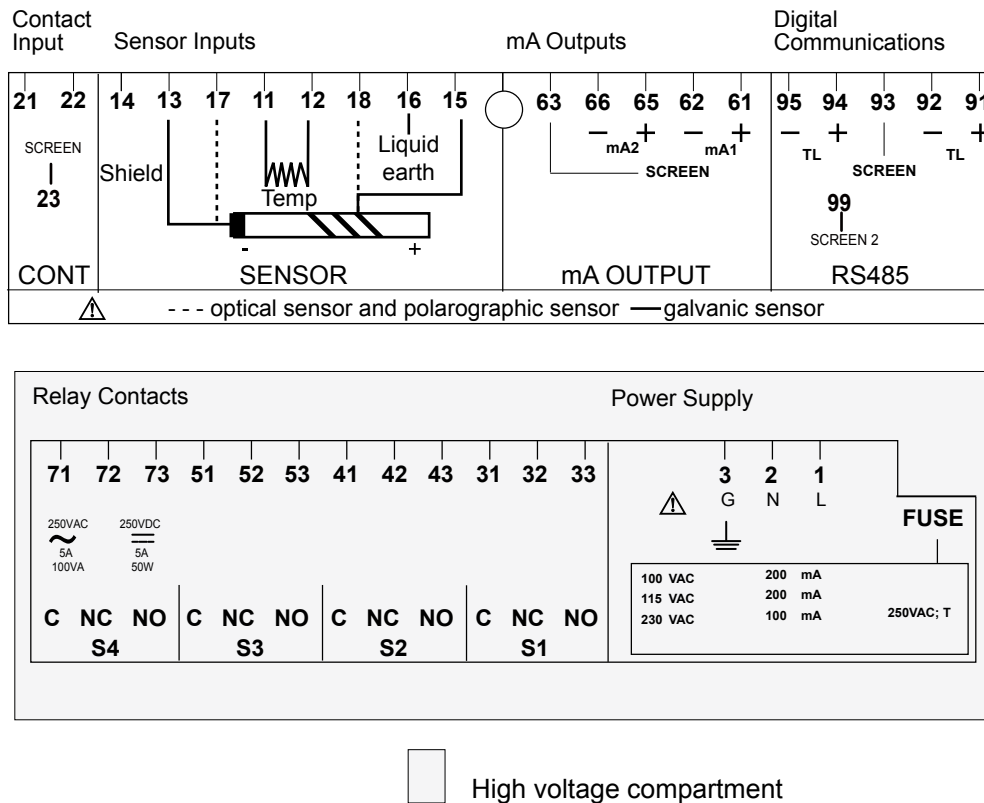 Contact
Input
Sensor Inputs
mA Outputs
Digital
Communications
21 22 14 13 17 11 12 18 16 15 63 66 65 62 61 95 94 93 92 91
SCREEN
23
Shield
Temp
Liquid
earth
- +
− + − +
mA2 mA1
SCREEN
− + − +
TL TL
SCREEN
99
SCREEN 2
CONT SENSOR mA OUTPUT RS485
⚠ - - - optical sensor and polarographic sensor — galvanic sensor
Relay Contacts
Power Supply
71 72 73 51 52 53 41 42 43 31 32 33
3 2 1
G N L
⚠
FUSE
250VAC 250VDC
5A 5A
100VA 50W
100 VAC 200 mA
115 VAC 200 mA
230 VAC 100 mA
250VAC; T
C NC NO C NC NO C NC NO C NC NO
S4 S3 S2 S1
High voltage compartment